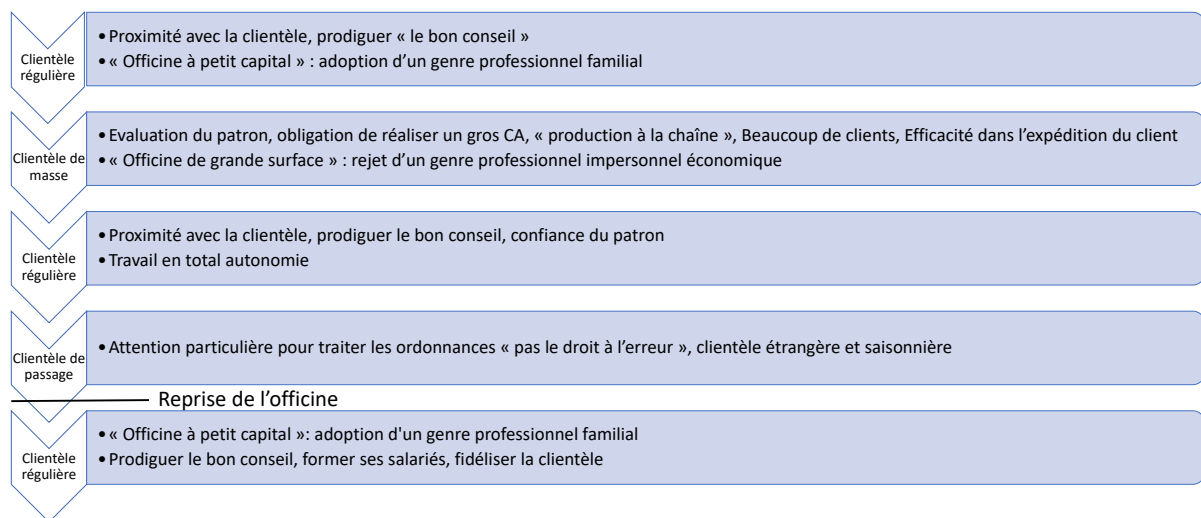 Clientèle
régulière
• Proximité avec la clientèle, prodiguer « le bon conseil »
• « Officine à petit capital » : adoption d’un genre professionnel familial
Clientèle de
masse
• Evaluation du patron, obligation de réaliser un gros CA, « production à la chaîne », Beaucoup de clients, Efficacité dans l’expédition du client
• « Officine de grande surface » : rejet d’un genre professionnel impersonnel économique
Clientèle
régulière
• Proximité avec la clientèle, prodiguer le bon conseil, confiance du patron
• Travail en total autonomie
Clientèle de
passage
• Attention particulière pour traiter les ordonnances « pas le droit à l’erreur », clientèle étrangère et saisonnière
Reprise de l’officine
Clientèle
régulière
• « Officine à petit capital »: adoption d'un genre professionnel familial
• Prodiguer le bon conseil, former ses salariés, fidéliser la clientèle